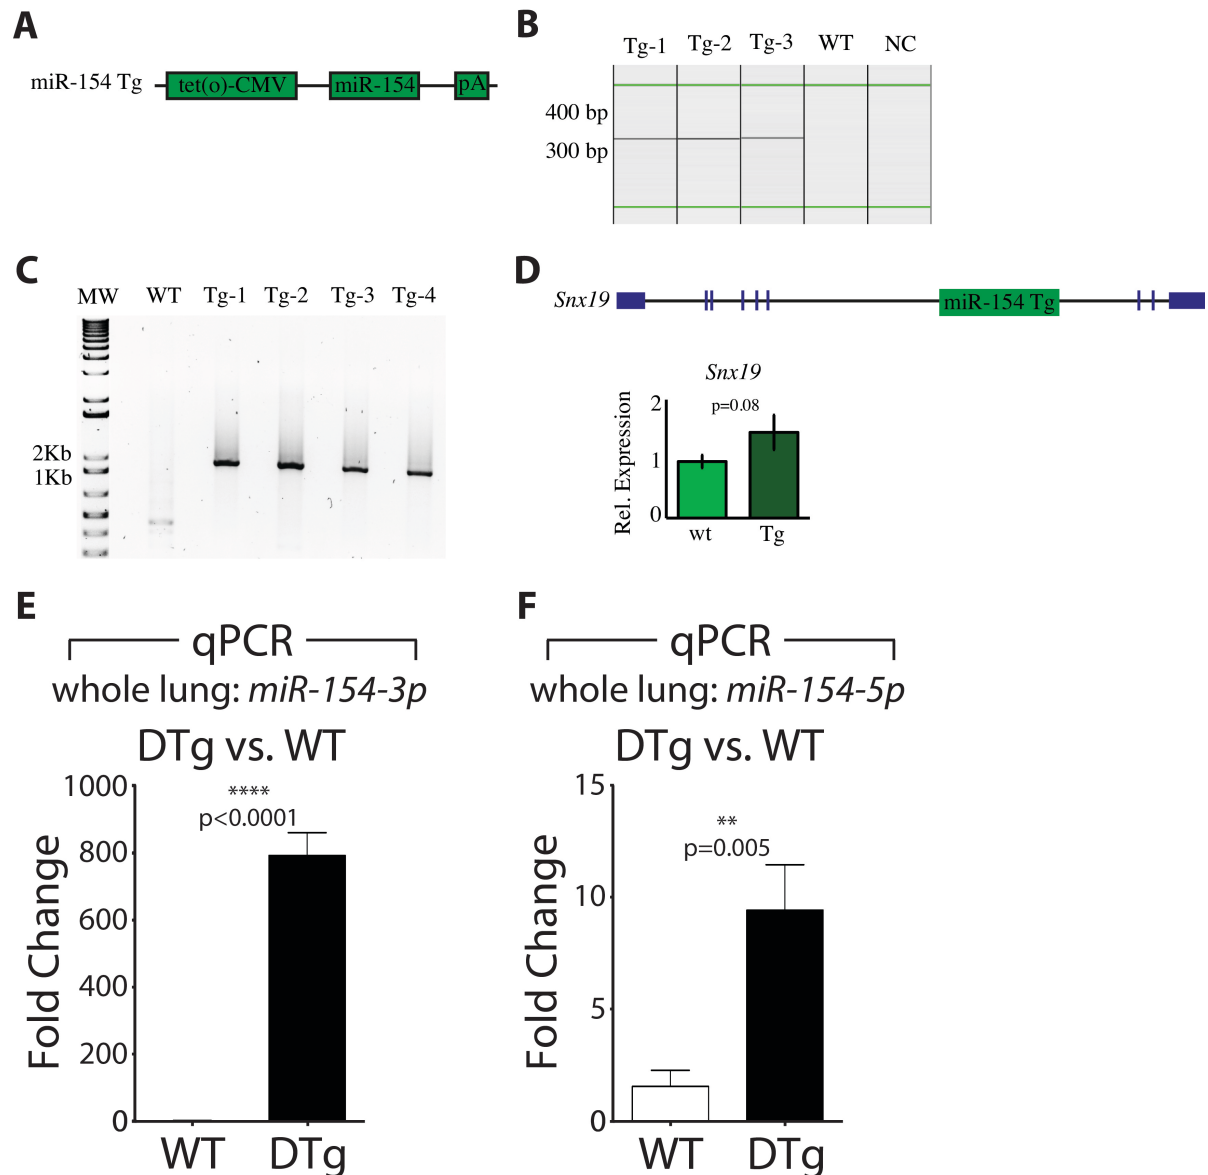 A
miR-154 Tg tet(o)-CMV miR-154 pA
B
Tg-1 Tg-2 Tg-3 WT NC
400 bp
300 bp
C
MW WT Tg-1 Tg-2 Tg-3 Tg-4
2Kb
1Kb
D
Snx19 miR-154 Tg
Snx19
p=0.08
Rel. Expression
2
1
0
wt Tg
E
qPCR
whole lung: miR-154-3p
DTg vs. WT
****
p<0.0001
Fold Change
1000
800
600
400
200
0
WT DTg
F
qPCR
whole lung: miR-154-5p
DTg vs. WT
**
p=0.005
Fold Change
15
10
5
0
WT DTg